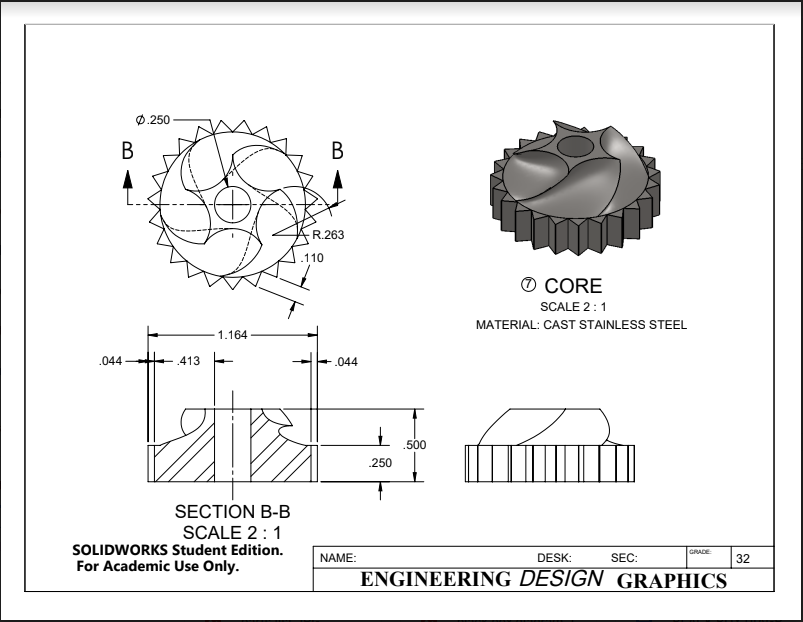 Ø.250
B
B
R.263
.110
⑦ CORE
SCALE 2 : 1
MATERIAL: CAST STAINLESS STEEL
1.164
.044
.413
.044
.500
.250
SECTION B-B
SCALE 2 : 1
SOLIDWORKS Student Edition.
For Academic Use Only.
NAME:
DESK:
SEC:
GRADE:
32
ENGINEERING DESIGN GRAPHICS